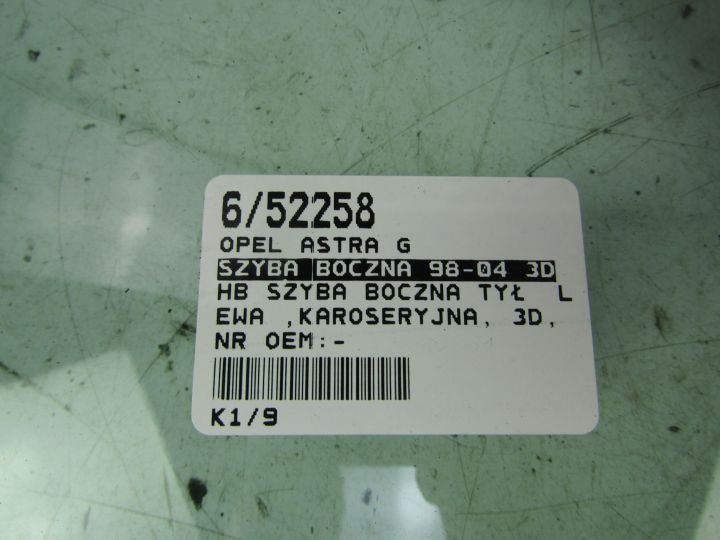 6/52258
OPEL ASTRA G
SZYBA BOCZNA 98-04 3D
HB SZYBA BOCZNA TYŁ L
EWA ,KAROSERYJNA, 3D,
NR OEM:-
K1/9